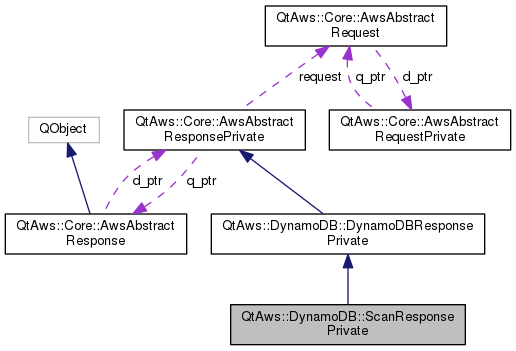 QtAws::Core::AwsAbstract
Request
request
q_ptr
d_ptr
QObject
QtAws::Core::AwsAbstract
ResponsePrivate
QtAws::Core::AwsAbstract
RequestPrivate
d_ptr
q_ptr
QtAws::Core::AwsAbstract
Response
QtAws::DynamoDB::DynamoDBResponse
Private
QtAws::DynamoDB::ScanResponse
Private